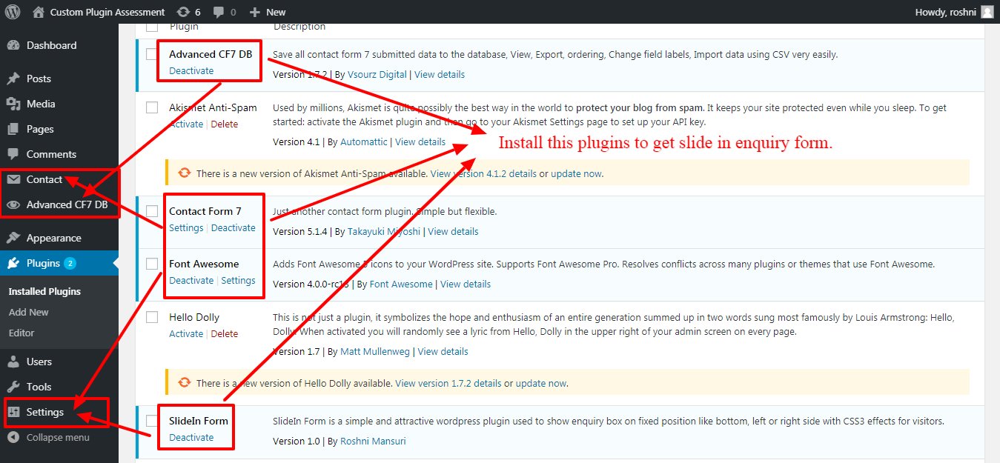 Custom Plugin Assessment 6 0 New Howdy, roshni
Dashboard
Posts
Media
Pages
Comments
Contact
Advanced CF7 DB
Appearance
Plugins 2
Installed Plugins
Add New
Editor
Users
Tools
Settings
Collapse menu
Plugin Description
Advanced CF7 DB
Deactivate
Save all contact form 7 submitted data to the database, View, Export, ordering, Change field labels, Import data using CSV very easily.
Version 1.7.2 | By Vsourz Digital | View details
Akismet Anti-Spam
Activate | Delete
Used by millions, Akismet is quite possibly the best way in the world to protect your blog from spam. It keeps your site protected even while you sleep. To get
started: activate the Akismet plugin and then go to your Akismet Settings page to set up your API key.
Version 4.1 | By Automattic | View details
Install this plugins to get slide in enquiry form.
There is a new version of Akismet Anti-Spam available. View version 4.1.2 details or update now.
Contact Form 7
Settings | Deactivate
Just another contact form plugin. Simple but flexible.
Version 5.1.4 | By Takayuki Miyoshi | View details
Font Awesome
Deactivate | Settings
Adds Font Awesome 5 icons to your WordPress site. Supports Font Awesome Pro. Resolves conflicts across many plugins or themes that use Font Awesome.
Version 4.0.0-rc13 | By Font Awesome | View details
Hello Dolly
Activate | Delete
This is not just a plugin, it symbolizes the hope and enthusiasm of an entire generation summed up in two words sung most famously by Louis Armstrong: Hello,
Dolly. When activated you will randomly see a lyric from Hello, Dolly in the upper right of your admin screen on every page.
Version 1.7 | By Matt Mullenweg | View details
There is a new version of Hello Dolly available. View version 1.7.2 details or update now.
SlideIn Form
Deactivate
SlideIn Form is a simple and attractive wordpress plugin used to show enquiry box on fixed position like bottom, left or right side with CSS3 effects for visitors.
Version 1.0 | By Roshni Mansuri